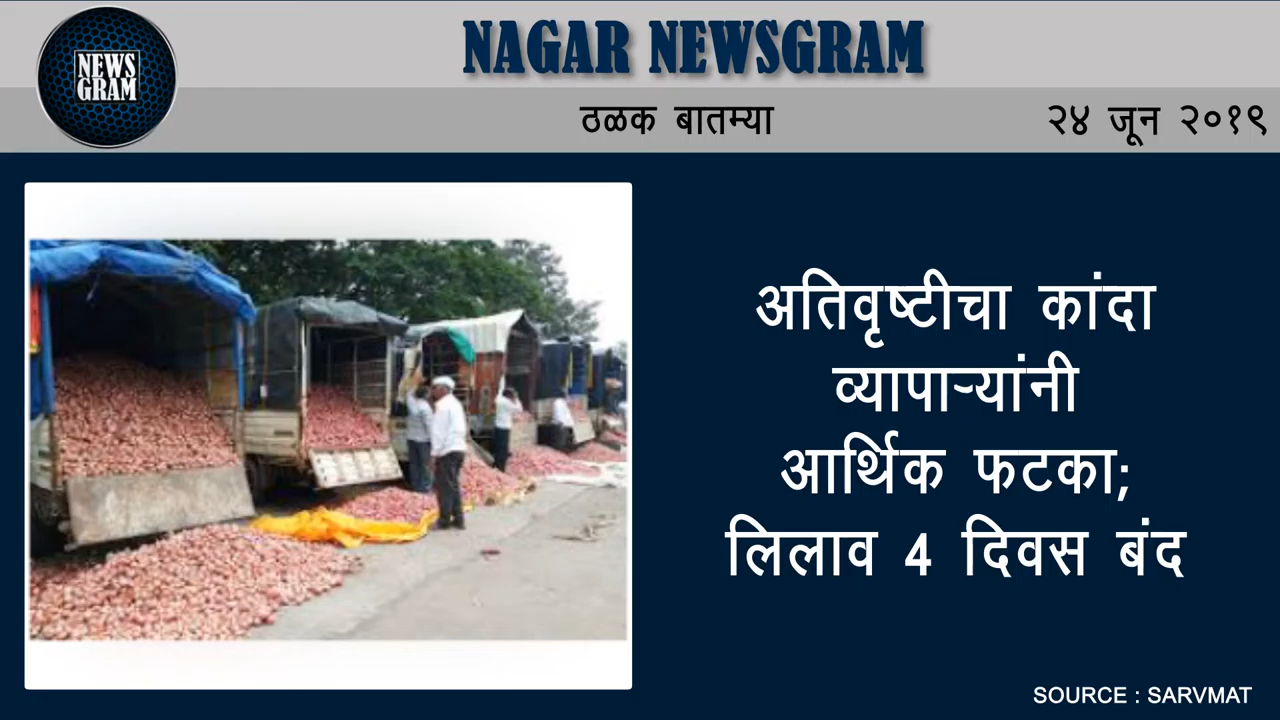 NEWS
GRAM
NAGAR NEWSGRAM
ठळक बातम्या
२४ जून २०१९
अतिवृष्टीचा कांदा
व्यापाऱ्यांनी
आर्थिक फटका;
लिलाव 4 दिवस बंद
SOURCE : SARVMAT